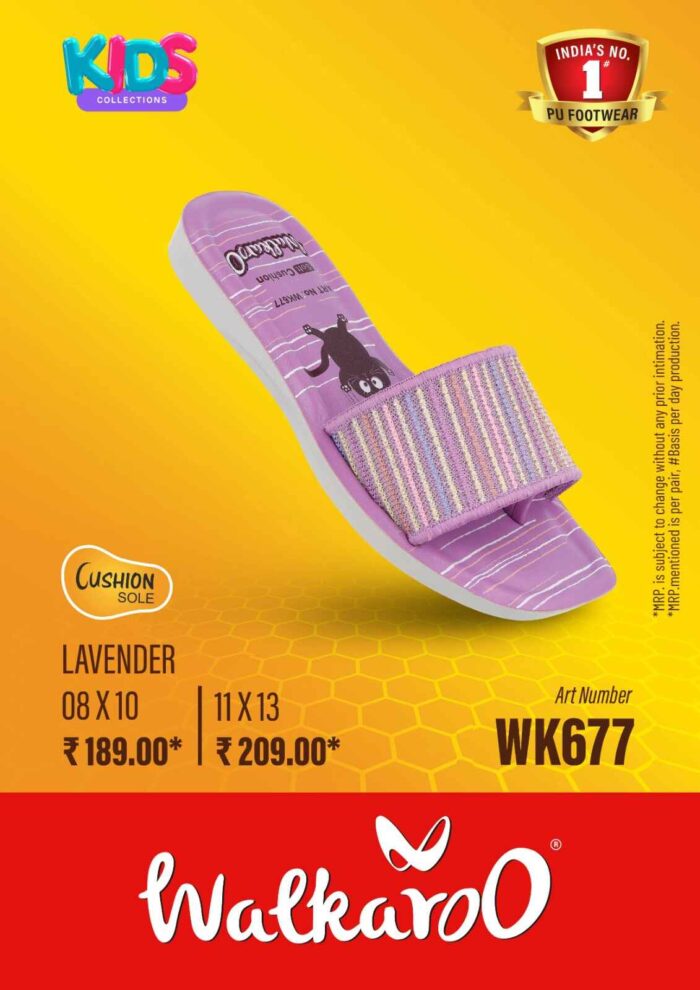 KIDS
COLLECTIONS
INDIA'S NO.
1#
PU FOOTWEAR
WalkaroO
Cushion
ART No. WK677
*MRP. is subject to change without any prior intimation.
*MRP.mentioned is per pair, #Basis per day production.
CUSHION
SOLE
LAVENDER
08 X 10
₹ 189.00*
11 X 13
₹ 209.00*
Art Number
WK677
WalkaroO®